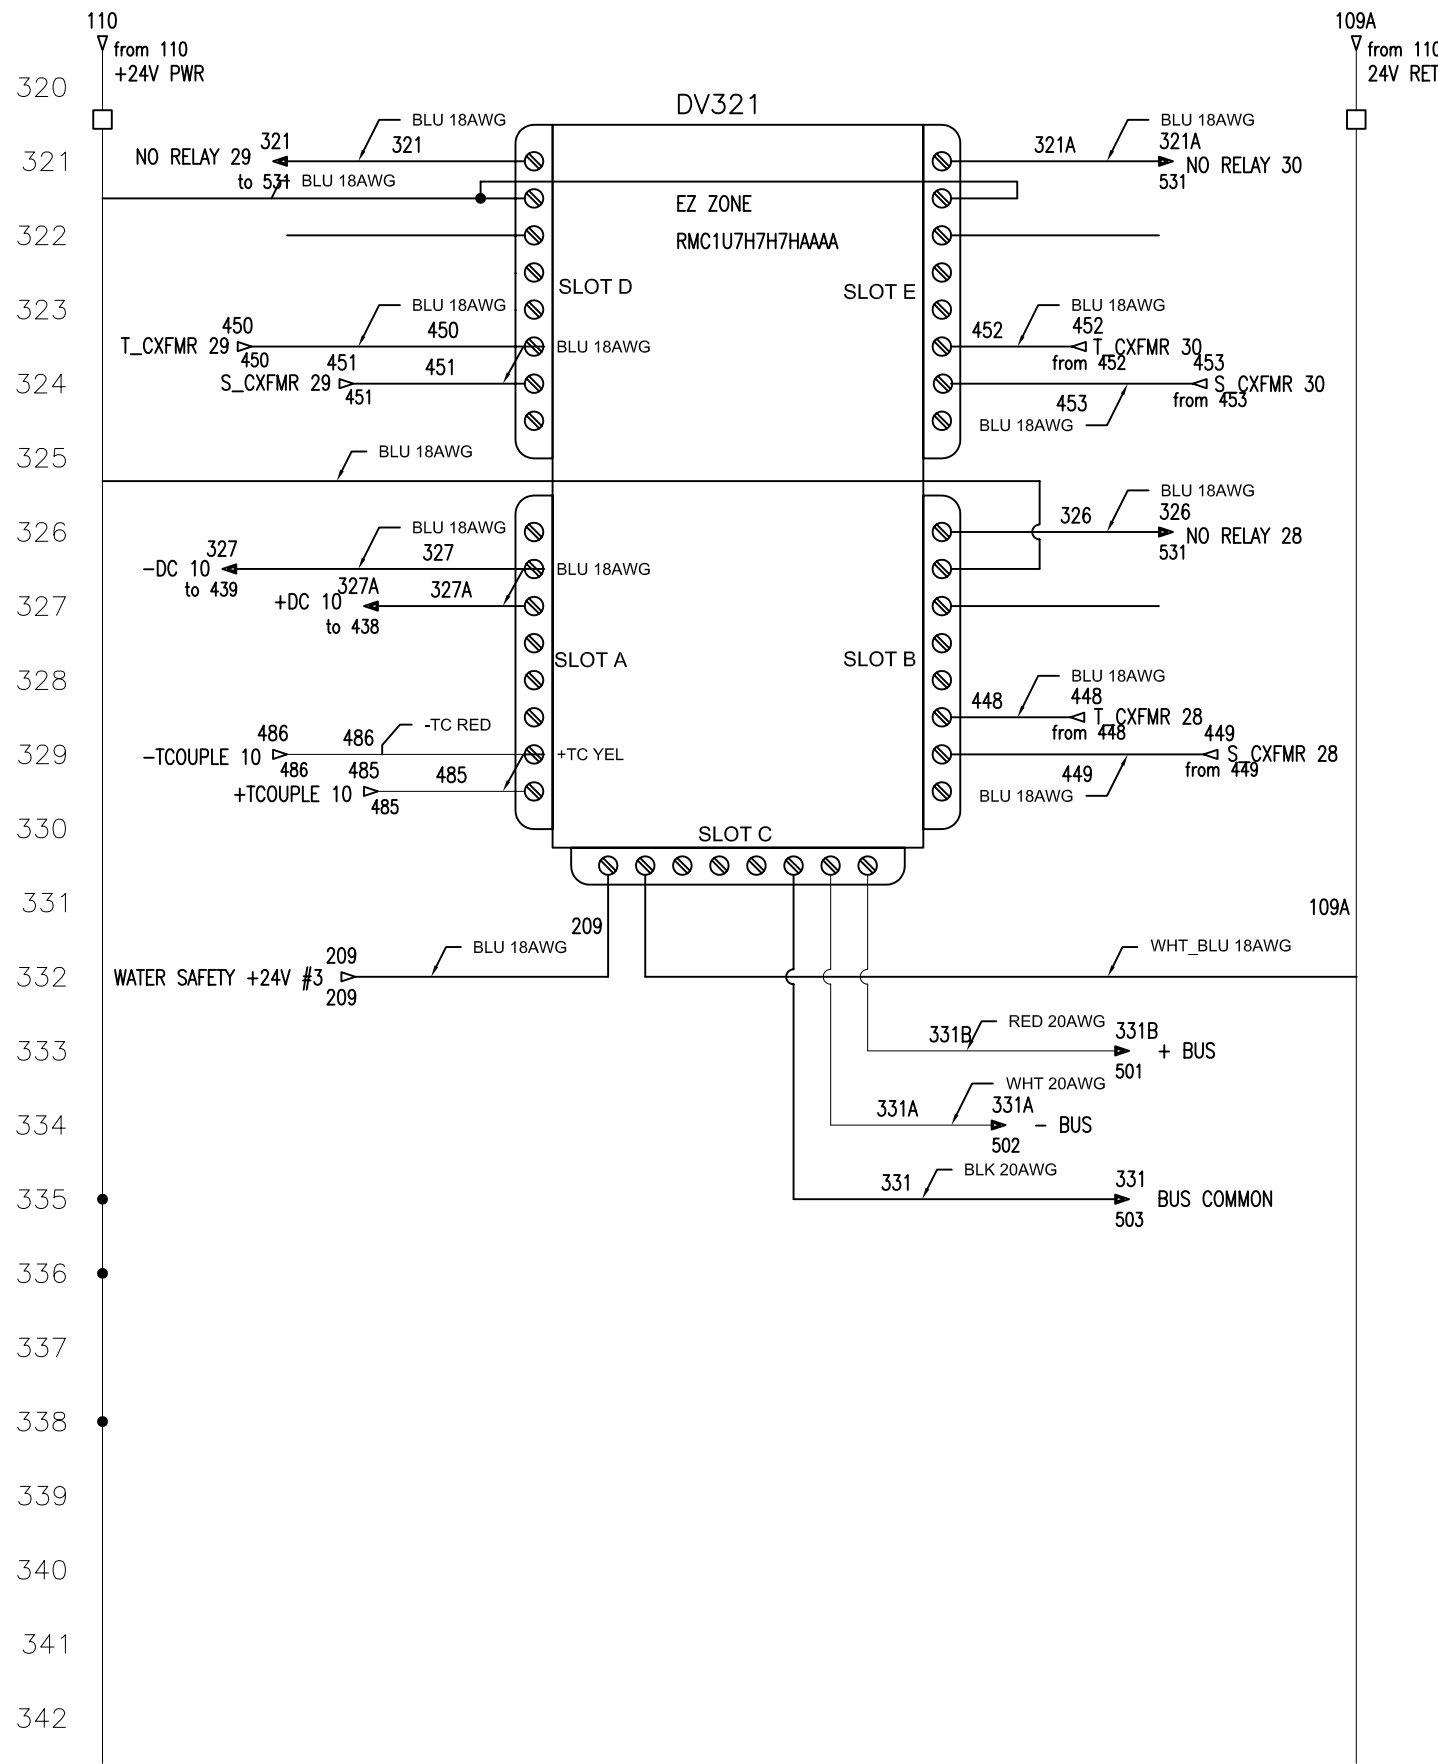 110
109A
from 110
+24V PWR
from 110
24V RET
320
DV321
BLU 18AWG
BLU 18AWG
321
321
321A
321A
321
NO RELAY 29
NO RELAY 30
to 531
BLU 18AWG
531
EZ ZONE
322
RMC1U7H7H7HAAAA
SLOT D
SLOT E
323
BLU 18AWG
BLU 18AWG
450
450
452
452
T_CXFMR 29
BLU 18AWG
T_CXFMR 30
450
451
451
from 452
453
324
S_CXFMR 29
S_CXFMR 30
451
453
from 453
BLU 18AWG
325
BLU 18AWG
BLU 18AWG
326
BLU 18AWG
326
326
NO RELAY 28
327
327
531
-DC 10
BLU 18AWG
to 439
327A
327A
327
+DC 10
to 438
SLOT A
SLOT B
328
BLU 18AWG
448
448
-TC RED
T_CXFMR 28
486
486
from 448
449
329
-TCOUPLE 10
+TC YEL
S_CXFMR 28
486
485
485
449
from 449
+TCOUPLE 10
BLU 18AWG
485
330
SLOT C
331
109A
209
209
BLU 18AWG
WHT_BLU 18AWG
332
WATER SAFETY +24V #3
209
331B
RED 20AWG
331B
333
+ BUS
501
WHT 20AWG
331A
331A
334
- BUS
502
331
BLK 20AWG
331
335
BUS COMMON
503
336
337
338
339
340
341
342